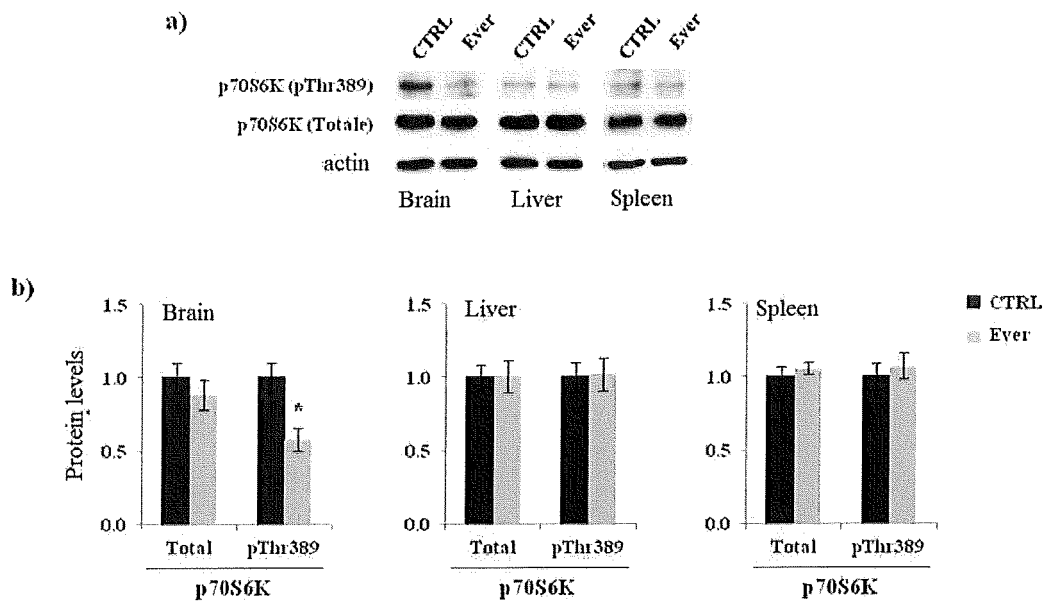 a)
CTRL Ever CTRL Ever CTRL Ever
p70S6K (pThr389)
p70S6K (Totale)
actin
Brain Liver Spleen
b)
Protein levels
1.5
1.0
0.5
0.0
Brain
*
Total pThr389
p70S6K
1.5
1.0
0.5
0.0
Liver
Total pThr389
p70S6K
1.5
1.0
0.5
0.0
Spleen
Total pThr389
p70S6K
CTRL
Ever